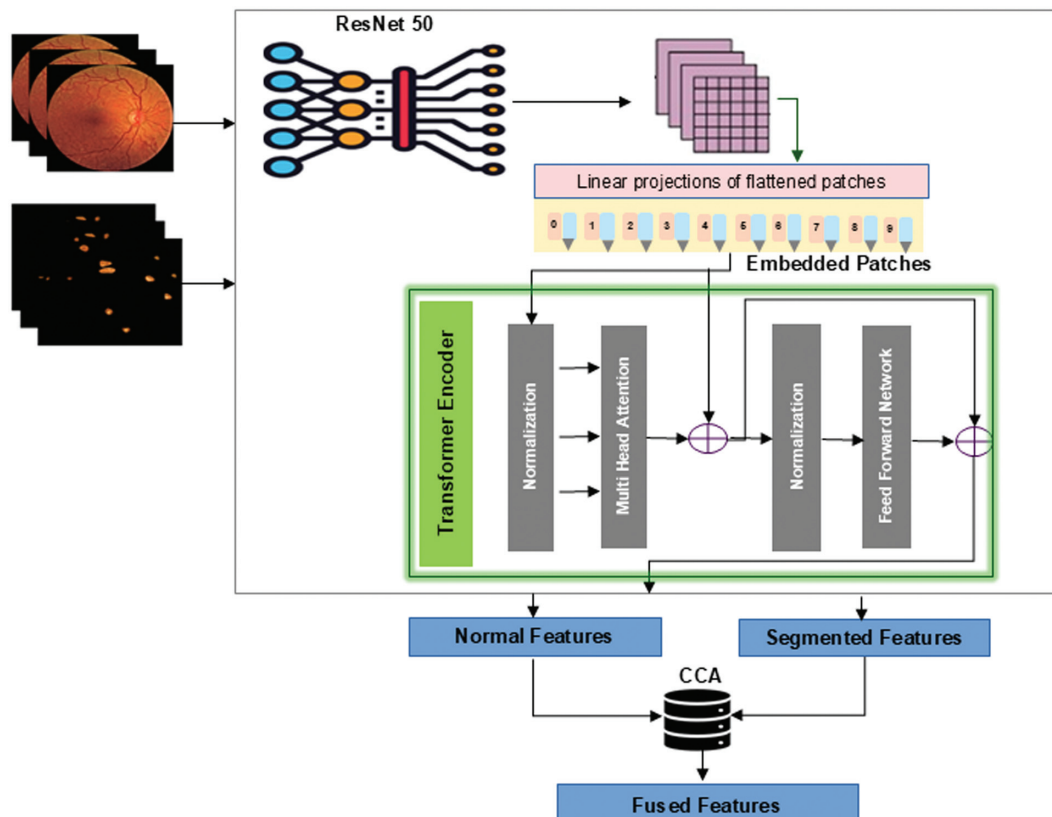 ResNet 50
Linear projections of flattened patches
0 1 2 3 4 5 6 7 8 9
Embedded Patches
Transformer Encoder
Normalization
Multi Head Attention
Normalization
Feed Forward Network
Normal Features
Segmented Features
CCA
Fused Features